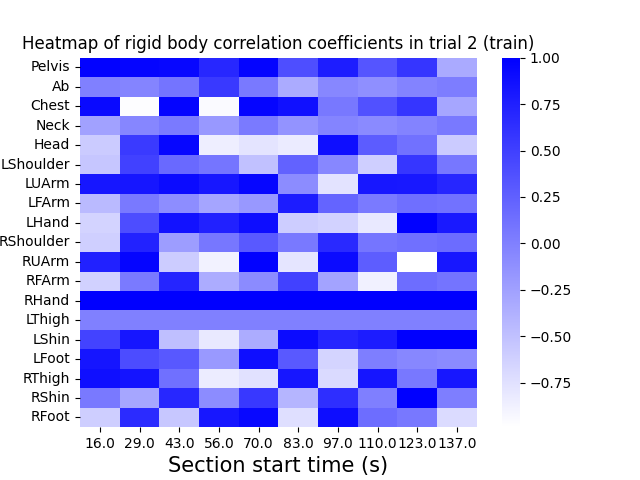 Heatmap of rigid body correlation coefficients in trial 2 (train)
Pelvis
Ab
Chest
Neck
Head
LShoulder
LUArm
LFArm
LHand
RShoulder
RUArm
RFArm
RHand
LThigh
LShin
LFoot
RThigh
RShin
RFoot
16.0 29.0 43.0 56.0 70.0 83.0 97.0 110.0 123.0 137.0
Section start time (s)
1.00
0.75
0.50
0.25
0.00
−0.25
−0.50
−0.75